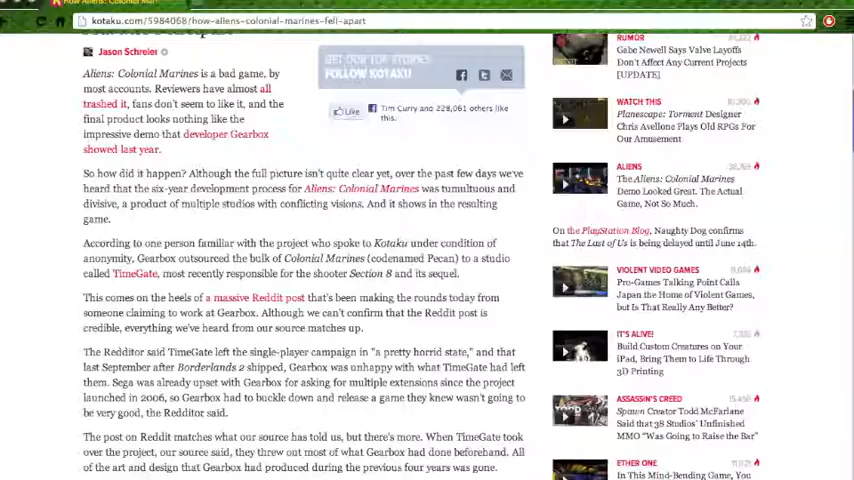 How Aliens: Colonial Mari
kotaku.com/5984068/how-aliens-colonial-marines-fell-apart
Jason Schreier
Aliens: Colonial Marines is a bad game, by
most accounts. Reviewers have almost all
trashed it, fans don't seem to like it, and the
final product looks nothing like the
impressive demo that developer Gearbox
showed last year.
GET OUR TOP STORIES
FOLLOW KOTAKU
Like
Tim Curry and 228,061 others like
this.
So how did it happen? Although the full picture isn't quite clear yet, over the past few days we've
heard that the six-year development process for Aliens: Colonial Marines was tumultuous and
divisive, a product of multiple studios with conflicting visions. And it shows in the resulting
game.
According to one person familiar with the project who spoke to Kotaku under condition of
anonymity, Gearbox outsourced the bulk of Colonial Marines (codenamed Pecan) to a studio
called TimeGate, most recently responsible for the shooter Section 8 and its sequel.
This comes on the heels of a massive Reddit post that's been making the rounds today from
someone claiming to work at Gearbox. Although we can't confirm that the Reddit post is
credible, everything we've heard from our source matches up.
The Redditor said TimeGate left the single-player campaign in "a pretty horrid state," and that
last September after Borderlands 2 shipped, Gearbox was unhappy with what TimeGate had left
them. Sega was already upset with Gearbox for asking for multiple extensions since the project
launched in 2006, so Gearbox had to buckle down and release a game they knew wasn't going to
be very good, the Redditor said.
The post on Reddit matches what our source has told us, but there's more. When TimeGate took
over the project, our source said, they threw out most of what Gearbox had done beforehand. All
of the art and design that Gearbox had produced during the previous four years was gone.
RUMOR
Gabe Newell Says Valve Layoffs
Don't Affect Any Current Projects
[UPDATE]
WATCH THIS
Planescape: Torment Designer
Chris Avellone Plays Old RPGs For
Our Amusement
ALIENS
The Aliens: Colonial Marines
Demo Looked Great. The Actual
Game, Not So Much.
On the PlayStation Blog, Naughty Dog confirms
that The Last of Us is being delayed until June 14th.
VIOLENT VIDEO GAMES
Pro-Games Talking Point Calls
Japan the Home of Violent Games,
but Is That Really Any Better?
IT'S ALIVE!
Build Custom Creatures on Your
iPad, Bring Them to Life Through
3D Printing
ASSASSIN'S CREED
Spawn Creator Todd McFarlane
Said that 38 Studios' Unfinished
MMO "Was Going to Raise the Bar"
ETHER ONE
In This Mind-Bending Game, You